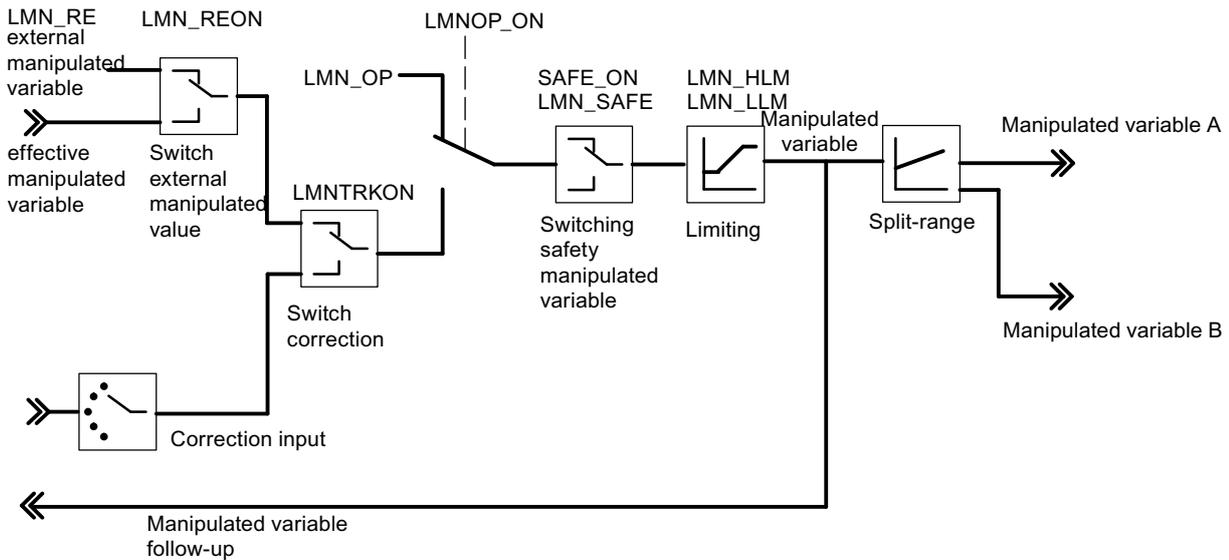 LMN_RE
external
manipulated
variable
LMN_REON
LMNOP_ON
LMN_OP
SAFE_ON
LMN_SAFE
LMN_HLM
LMN_LLM
Manipulated
variable
Manipulated variable A
effective
manipulated
variable
Switch
external
manipulated
value
LMNTRKON
Switching
safety
manipulated
variable
Limiting
Split-range
Switch
correction
Manipulated variable B
Correction input
Manipulated variable
follow-up